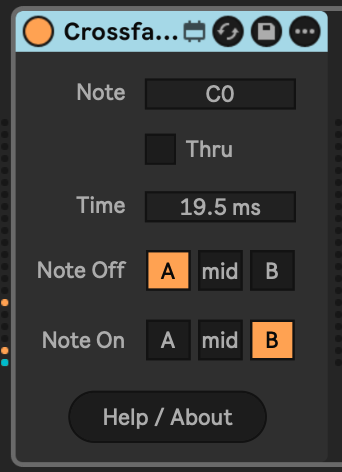 Crossfa...
Note C0
Thru
Time 19.5 ms
Note Off A mid B
Note On A mid B
Help / About